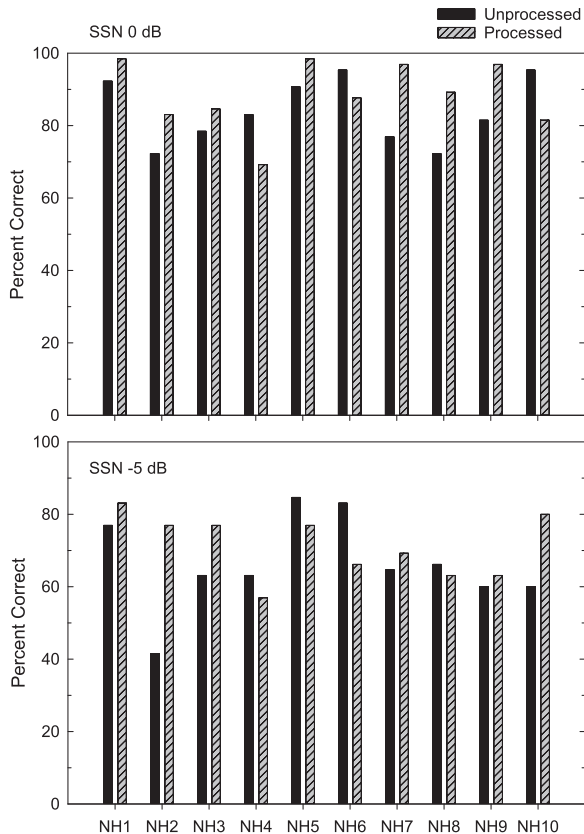 Unprocessed
Processed
SSN 0 dB
100
80
60
40
20
0
Percent Correct
SSN -5 dB
100
80
60
40
20
0
Percent Correct
NH1 NH2 NH3 NH4 NH5 NH6 NH7 NH8 NH9 NH10